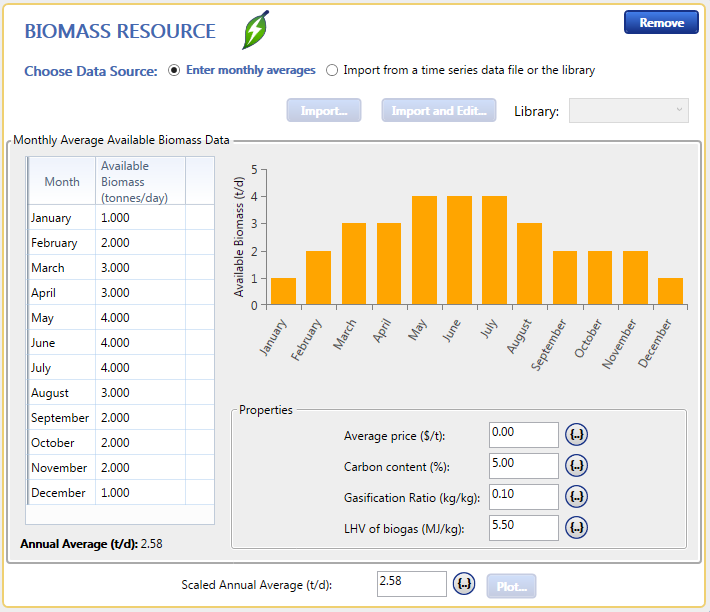 BIOMASS RESOURCE
Remove
Choose Data Source: Enter monthly averages Import from a time series data file or the library
Import... Import and Edit... Library:
Monthly Average Available Biomass Data
Month Available Biomass (tonnes/day)
January 1.000
February 2.000
March 3.000
April 3.000
May 4.000
June 4.000
July 4.000
August 3.000
September 2.000
October 2.000
November 2.000
December 1.000
Annual Average (t/d): 2.58
Available Biomass (t/d)
5
4
3
2
1
0
January February March April May June July August September October November December
Properties
Average price ($/t): 0.00 {..}
Carbon content (%): 5.00 {..}
Gasification Ratio (kg/kg): 0.10 {..}
LHV of biogas (MJ/kg): 5.50 {..}
Scaled Annual Average (t/d): 2.58 {..} Plot...